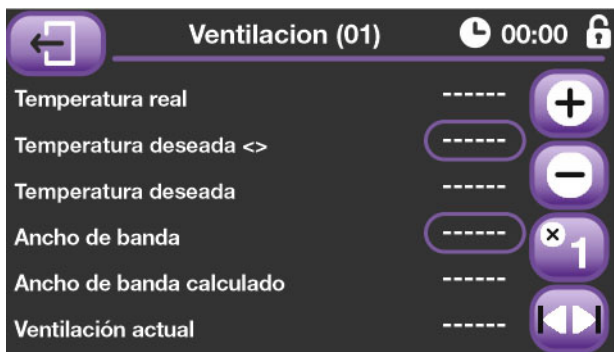 Ventilacion (01) 00:00
Temperatura real ------
Temperatura deseada <> ------
Temperatura deseada ------
Ancho de banda ------
Ancho de banda calculado ------
Ventilación actual ------
+
-
×1